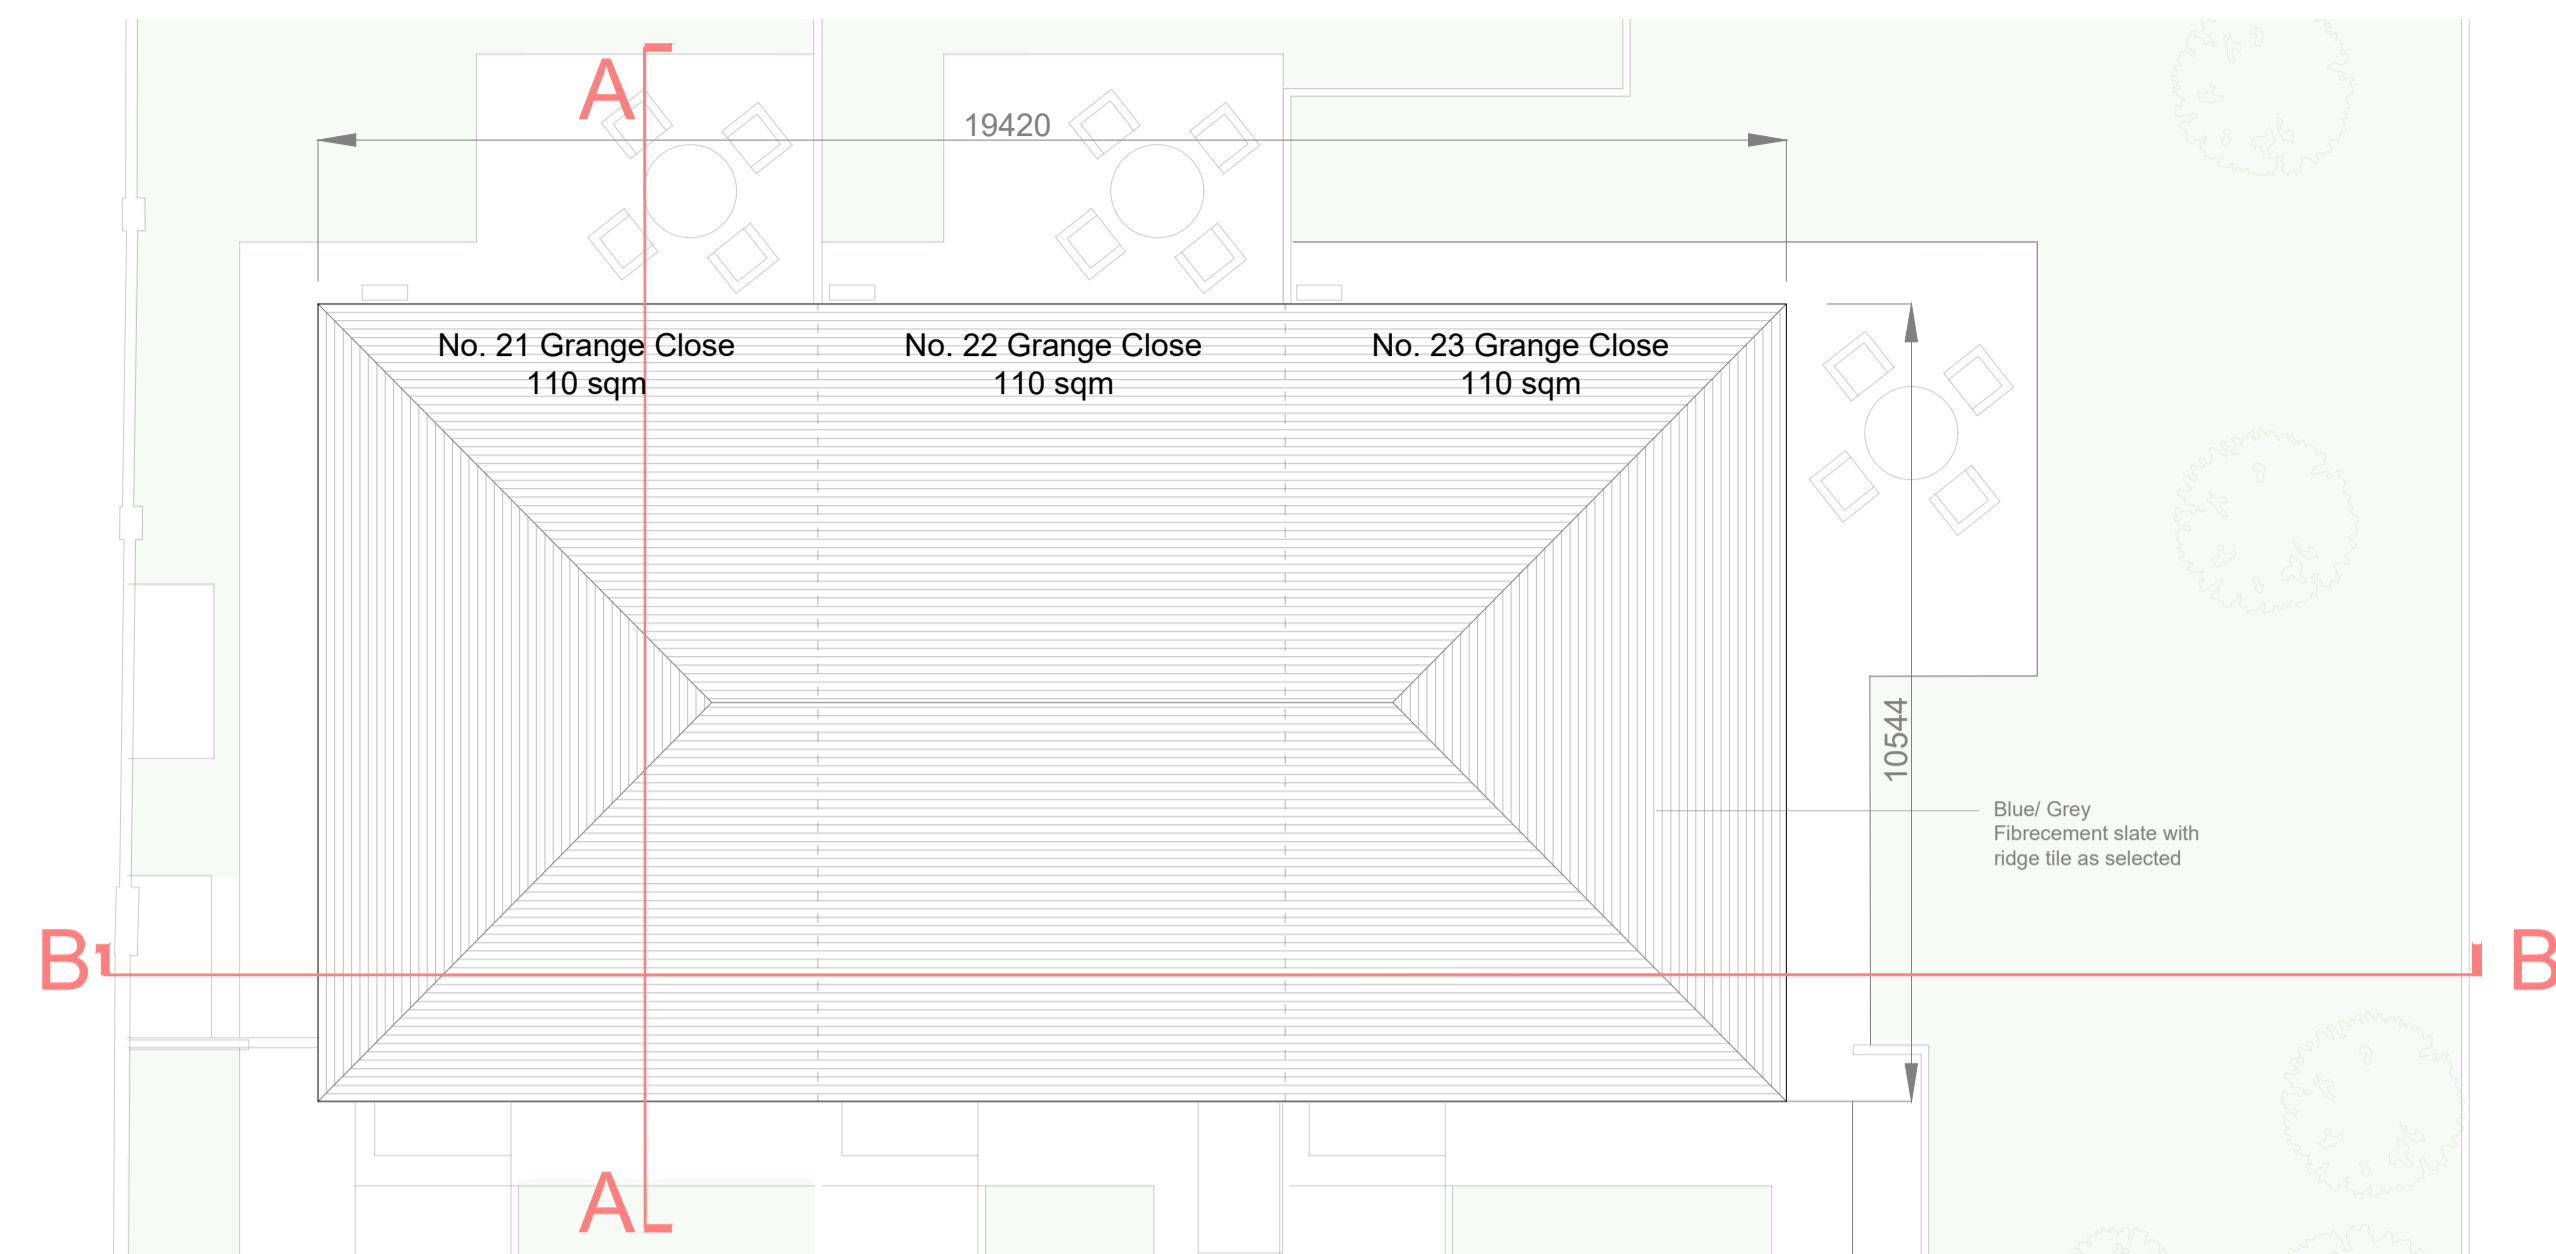 A
19420
No. 21 Grange Close
110 sqm
No. 22 Grange Close
110 sqm
No. 23 Grange Close
110 sqm
10544
Blue/ Grey
Fibrecement slate with
ridge tile as selected
B
B
A